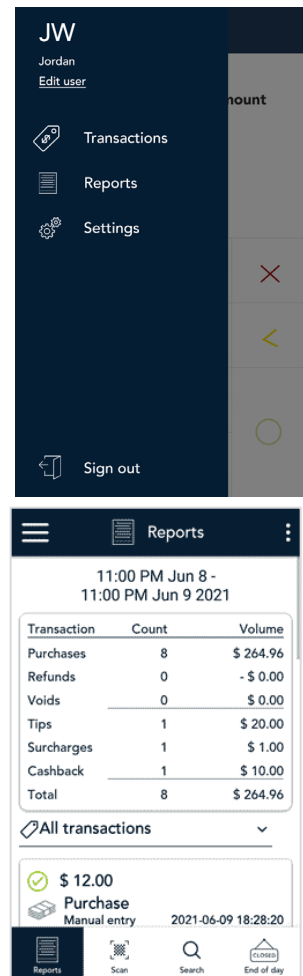 JW
Jordan
Edit user
Transactions
Reports
Settings
Sign out
Reports
11:00 PM Jun 8 -
11:00 PM Jun 9 2021
Transaction Count Volume
Purchases 8 $ 264.96
Refunds 0 - $ 0.00
Voids 0 $ 0.00
Tips 1 $ 20.00
Surcharges 1 $ 1.00
Cashback 1 $ 10.00
Total 8 $ 264.96
All transactions
$ 12.00
Purchase
Manual entry 2021-06-09 18:28:20
CLOSED
Reports Scan Search End of day